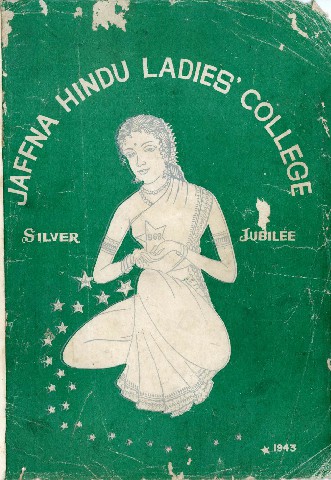 JAFFNA HINDU LADIES' COLLEGE
SILVER JUBILEE
1943